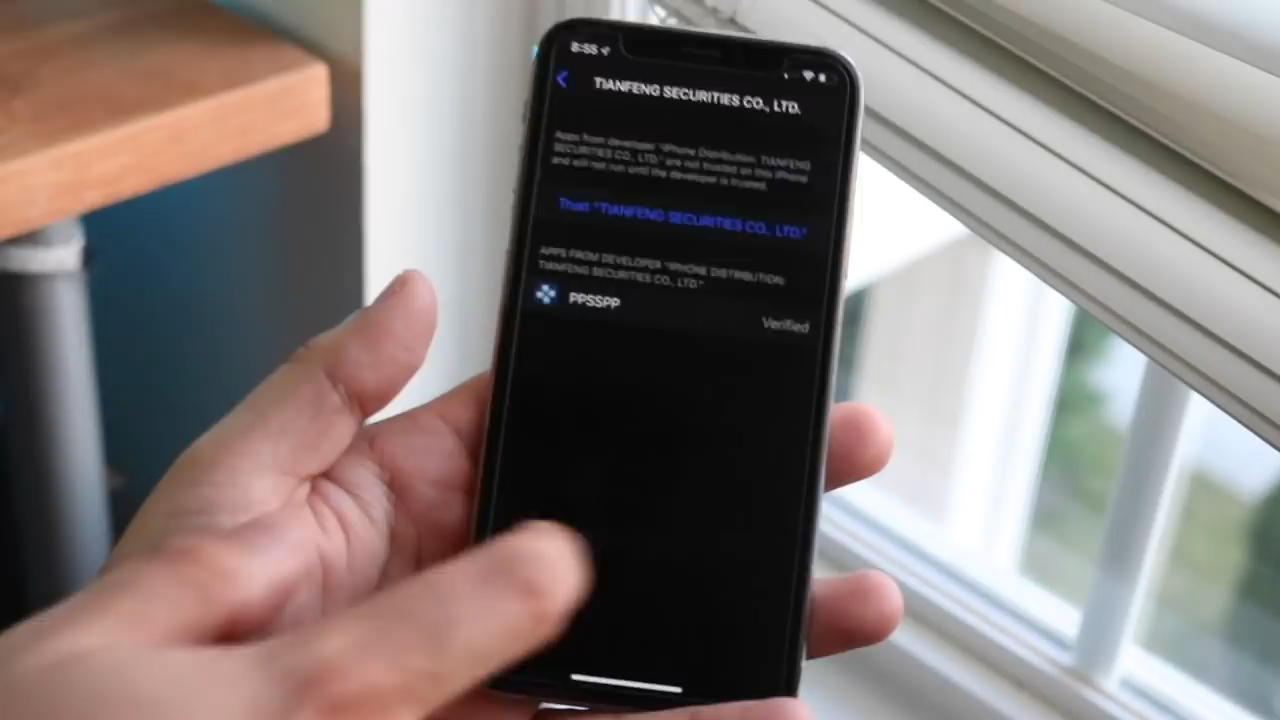 8:55
TIANFENG SECURITIES CO., LTD.
Apps from developer "iPhone Distribution: TIANFENG
SECURITIES CO., LTD." are not trusted on this iPhone
and will not run until the developer is trusted.
Trust "TIANFENG SECURITIES CO., LTD."
APPS FROM DEVELOPER "IPHONE DISTRIBUTION:
TIANFENG SECURITIES CO., LTD."
PPSSPP
Verified